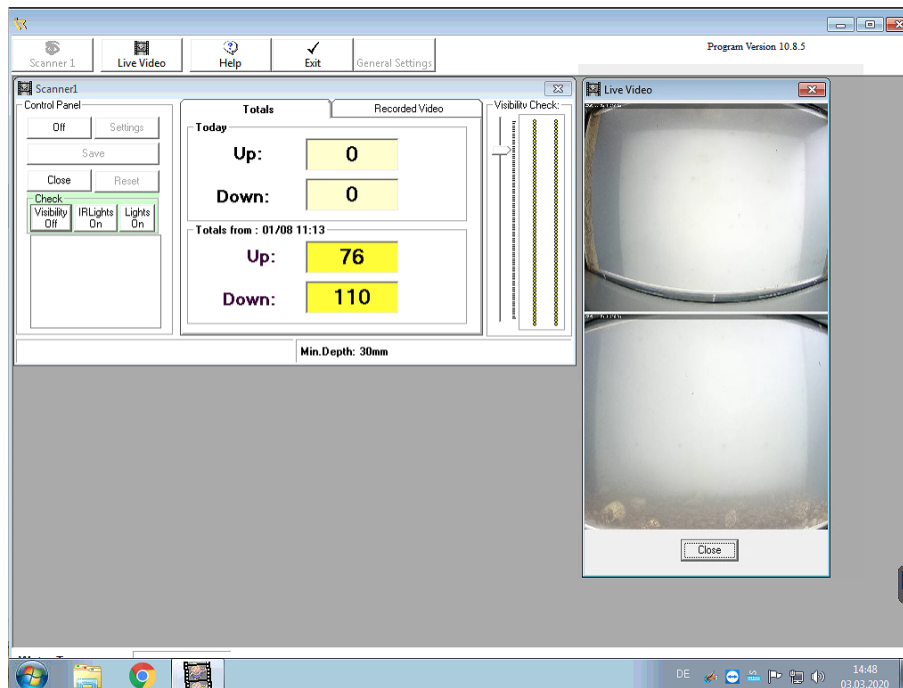 Program Version 10.8.5
Scanner 1
Live Video
Help
Exit
General Settings
Scanner1
Control Panel
Off
Settings
Save
Close
Reset
Check
Visibility Off
IRLights On
Lights On
Totals
Recorded Video
Today
Up: 0
Down: 0
Totals from : 01/08 11:13
Up: 76
Down: 110
Visibility Check:
Min.Depth: 30mm
Live Video
Close
DE
14:48
03.03.2020